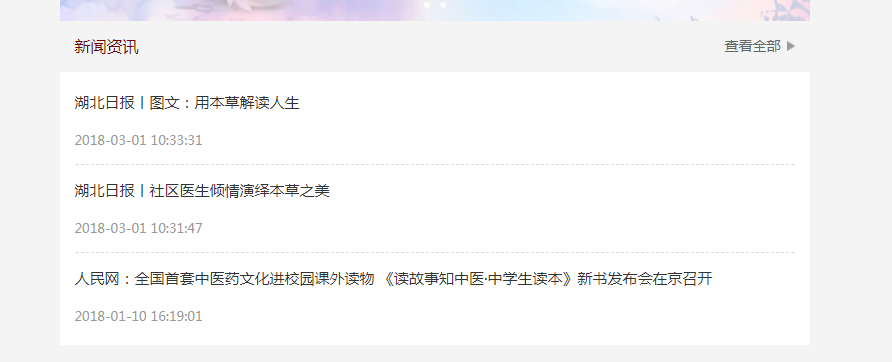 新闻资讯
查看全部
湖北日报丨图文：用本草解读人生
2018-03-01 10:33:31
湖北日报丨社区医生倾情演绎本草之美
2018-03-01 10:31:47
人民网：全国首套中医药文化进校园课外读物 《读故事知中医·中学生读本》新书发布会在京召开
2018-01-10 16:19:01